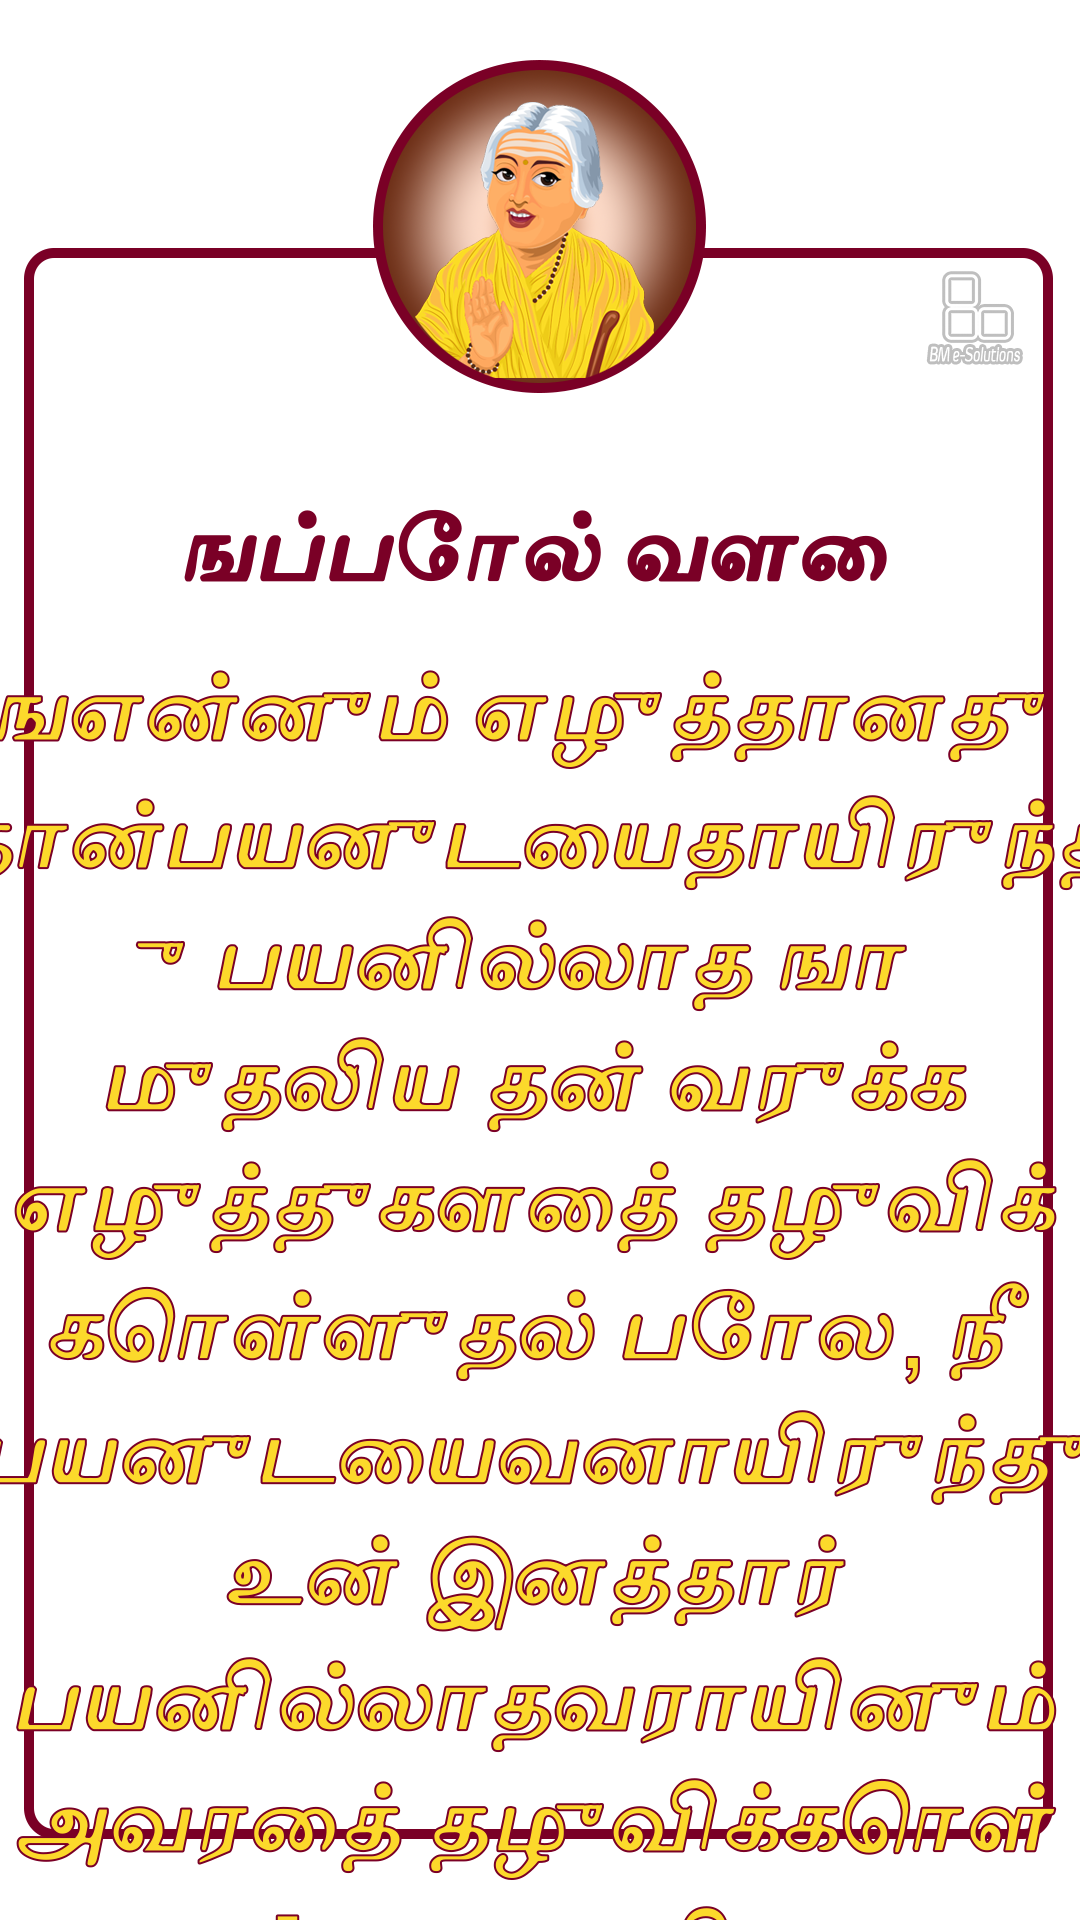 BM e-Solutions
ஙப்போல் வளை
ஙஎன்னும் எழுத்தானது
தான்பயனுடையதாயிருந்த
ு பயனில்லாத ஙா
முதலிய தன் வருக்க
எழுத்துகளைத் தழுவிக்
கொள்ளுதல் போல, நீ
பயனுடையவனாயிருந்து
உன் இனத்தார்
பயனில்லாதவராயினும்
அவரைத் தழுவிக்கொள்